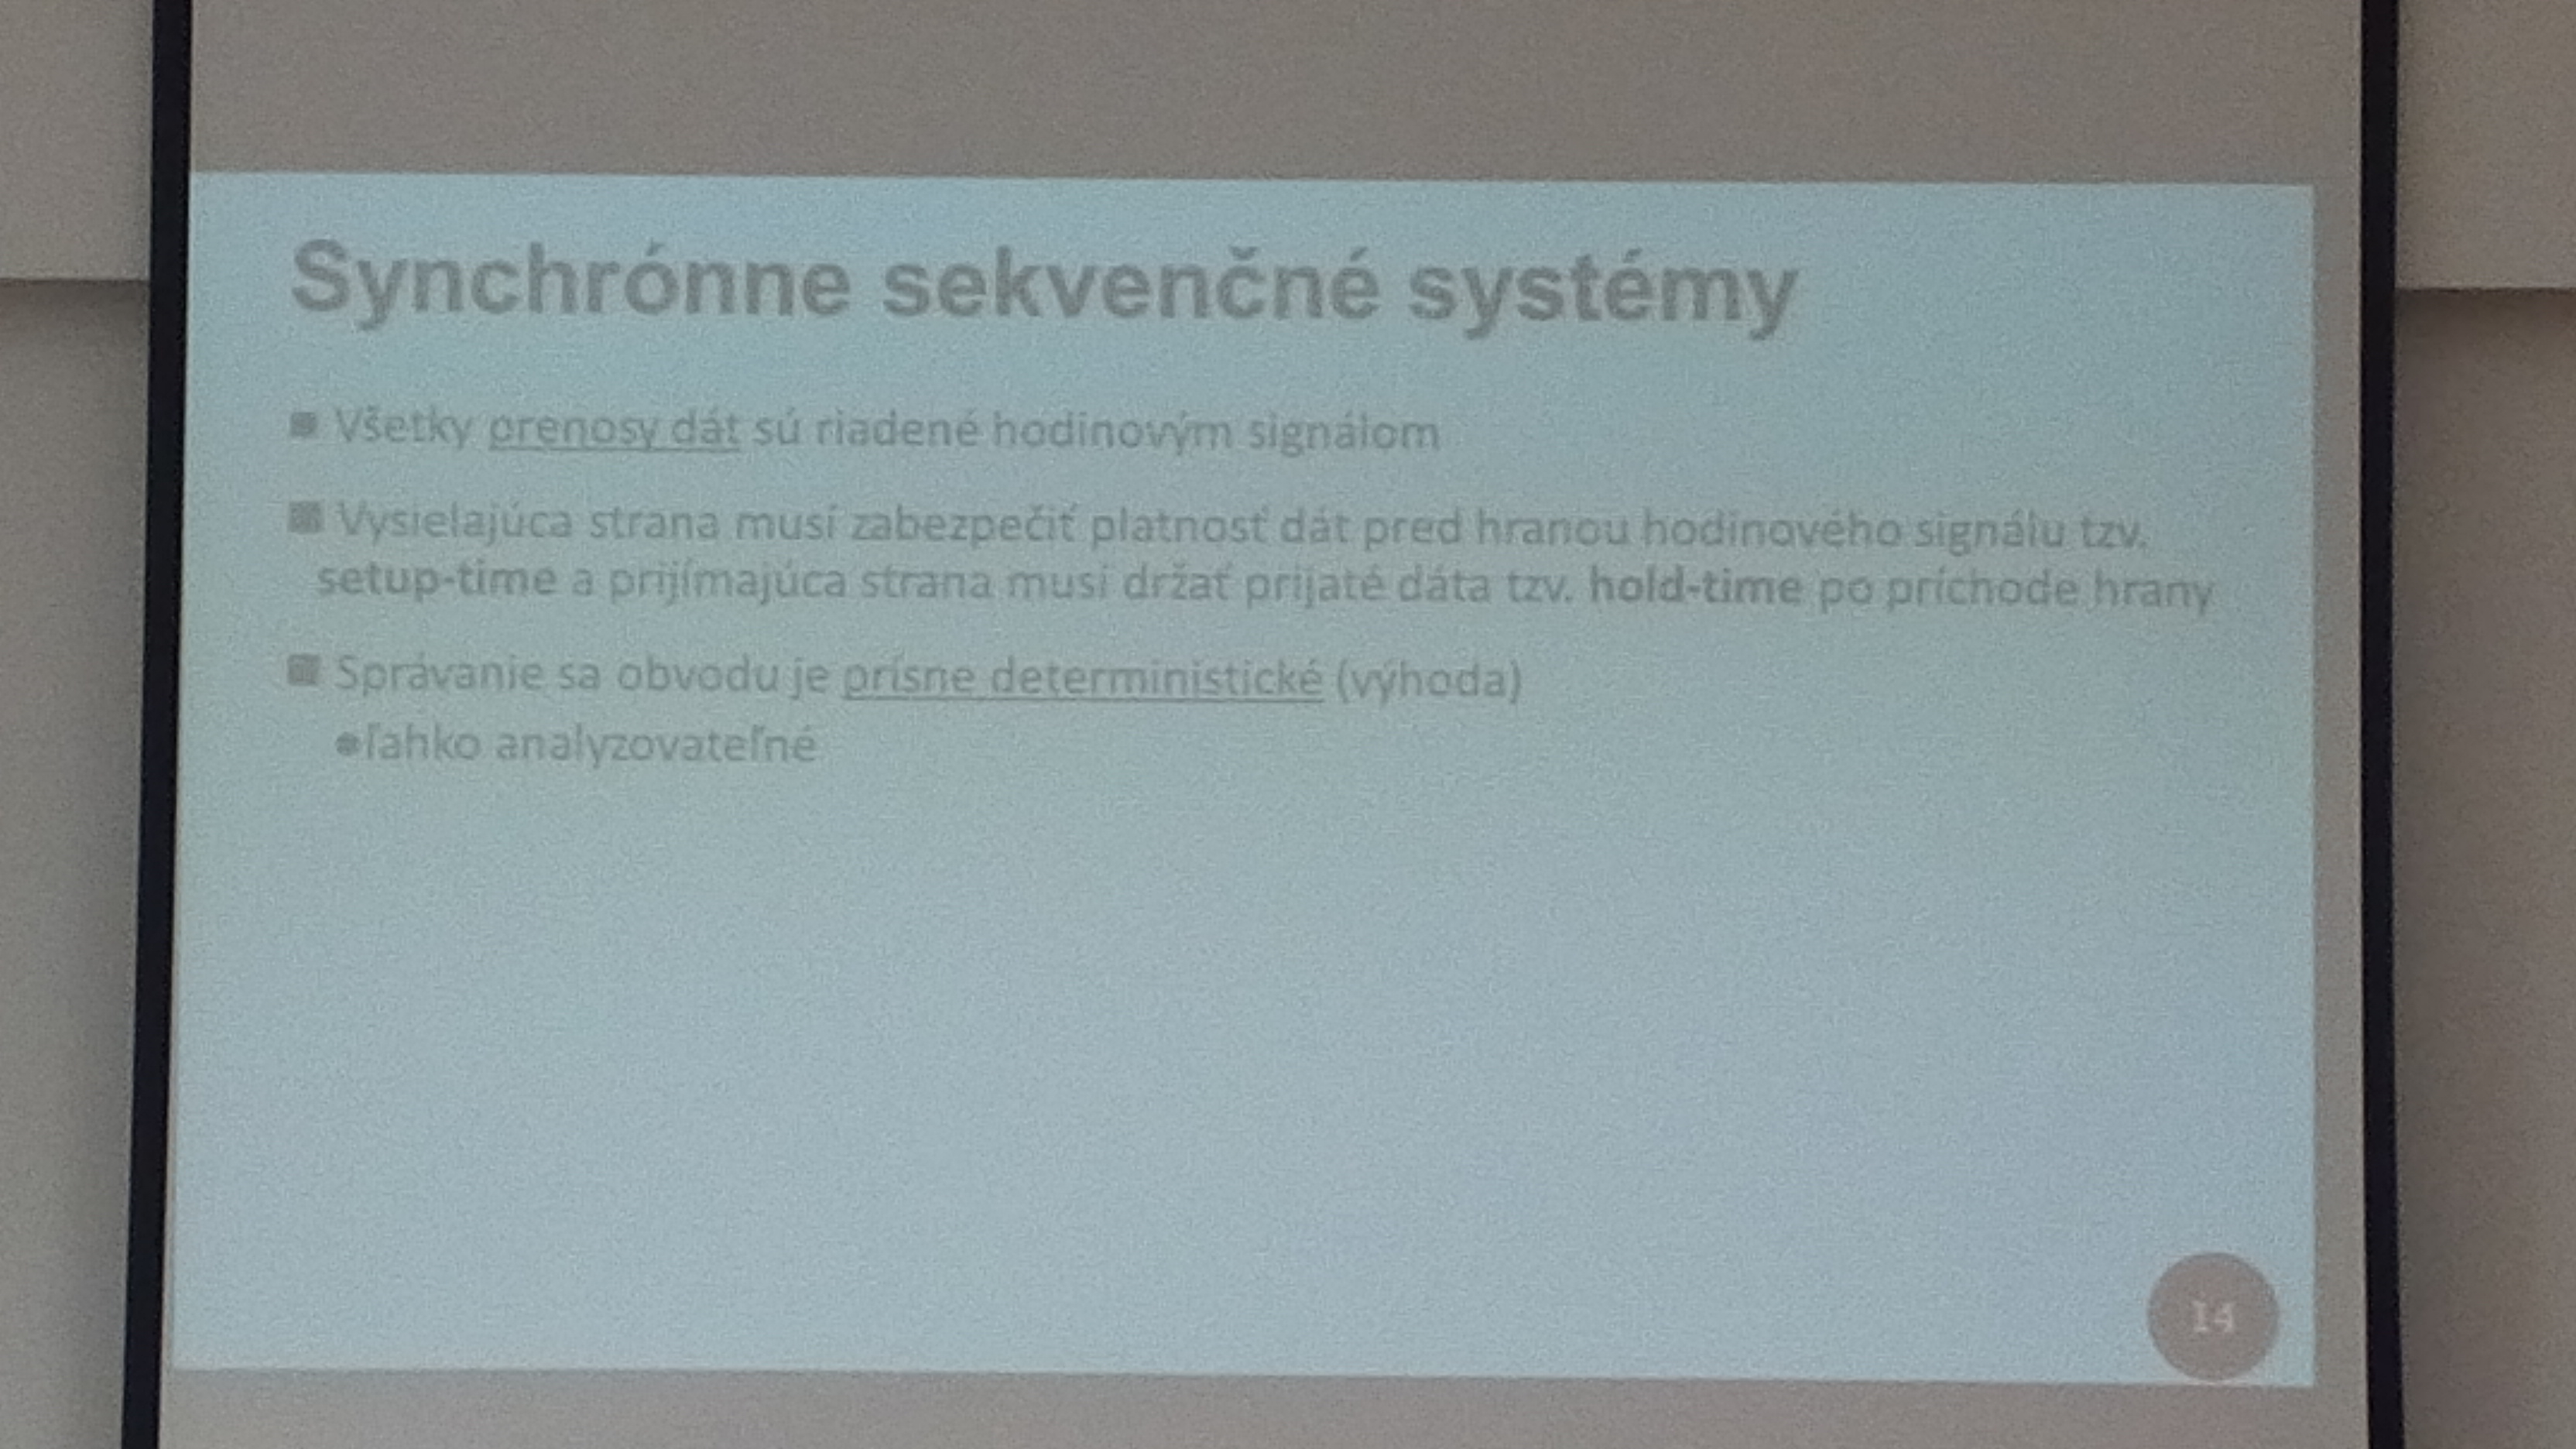 Synchrónne sekvenčné systémy
■ Všetky prenosy dát sú riadené hodinovým signálom
■ Vysielajúca strana musí zabezpečiť platnosť dát pred hranou hodinového signálu tzv.
setup-time a prijímajúca strana musí držať prijaté dáta tzv. hold-time po príchode hrany
■ Správanie sa obvodu je prísne deterministické (výhoda)
●ľahko analyzovateľné
14